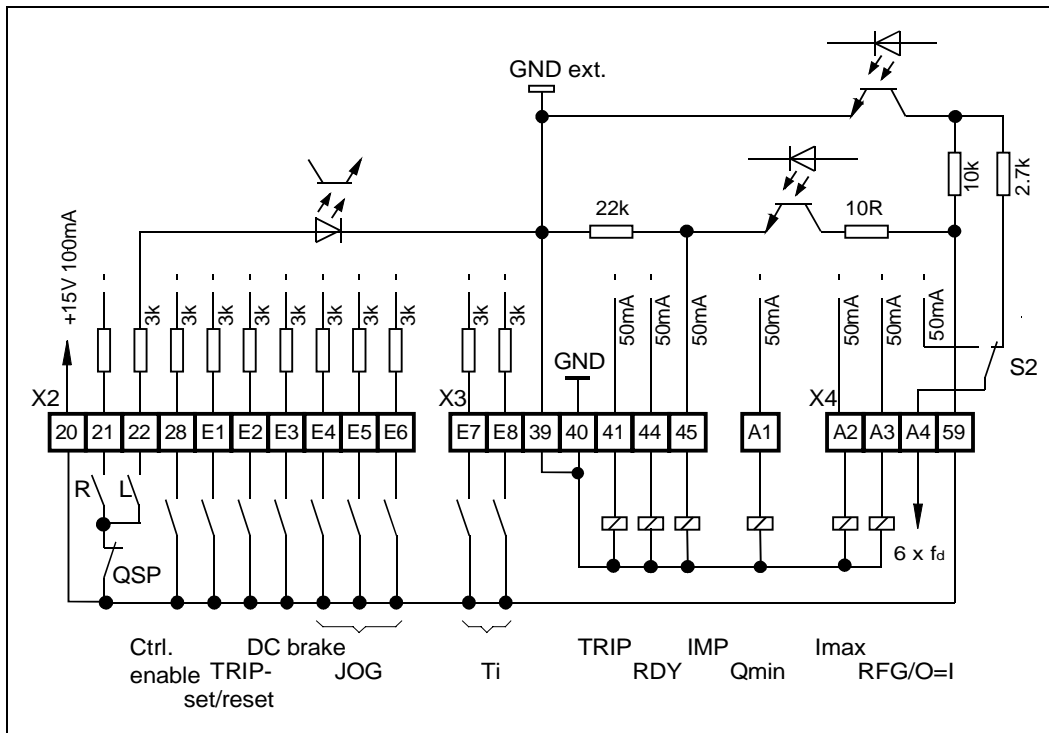 GND ext.
10k
2.7k
22k
10R
+15V 100mA
3k
3k
3k
3k
3k
3k
3k
3k
3k
3k
50mA
50mA
50mA
50mA
50mA
50mA
50mA
GND
S2
X2
X3
X4
20 21 22 28 E1 E2 E3 E4 E5 E6
E7 E8 39 40 41 44 45
A1
A2 A3 A4 59
R
L
QSP
6 x fd
Ctrl.
enable
TRIP-
set/reset
DC brake
JOG
Ti
TRIP
RDY
IMP
Qmin
Imax
RFG/O=I